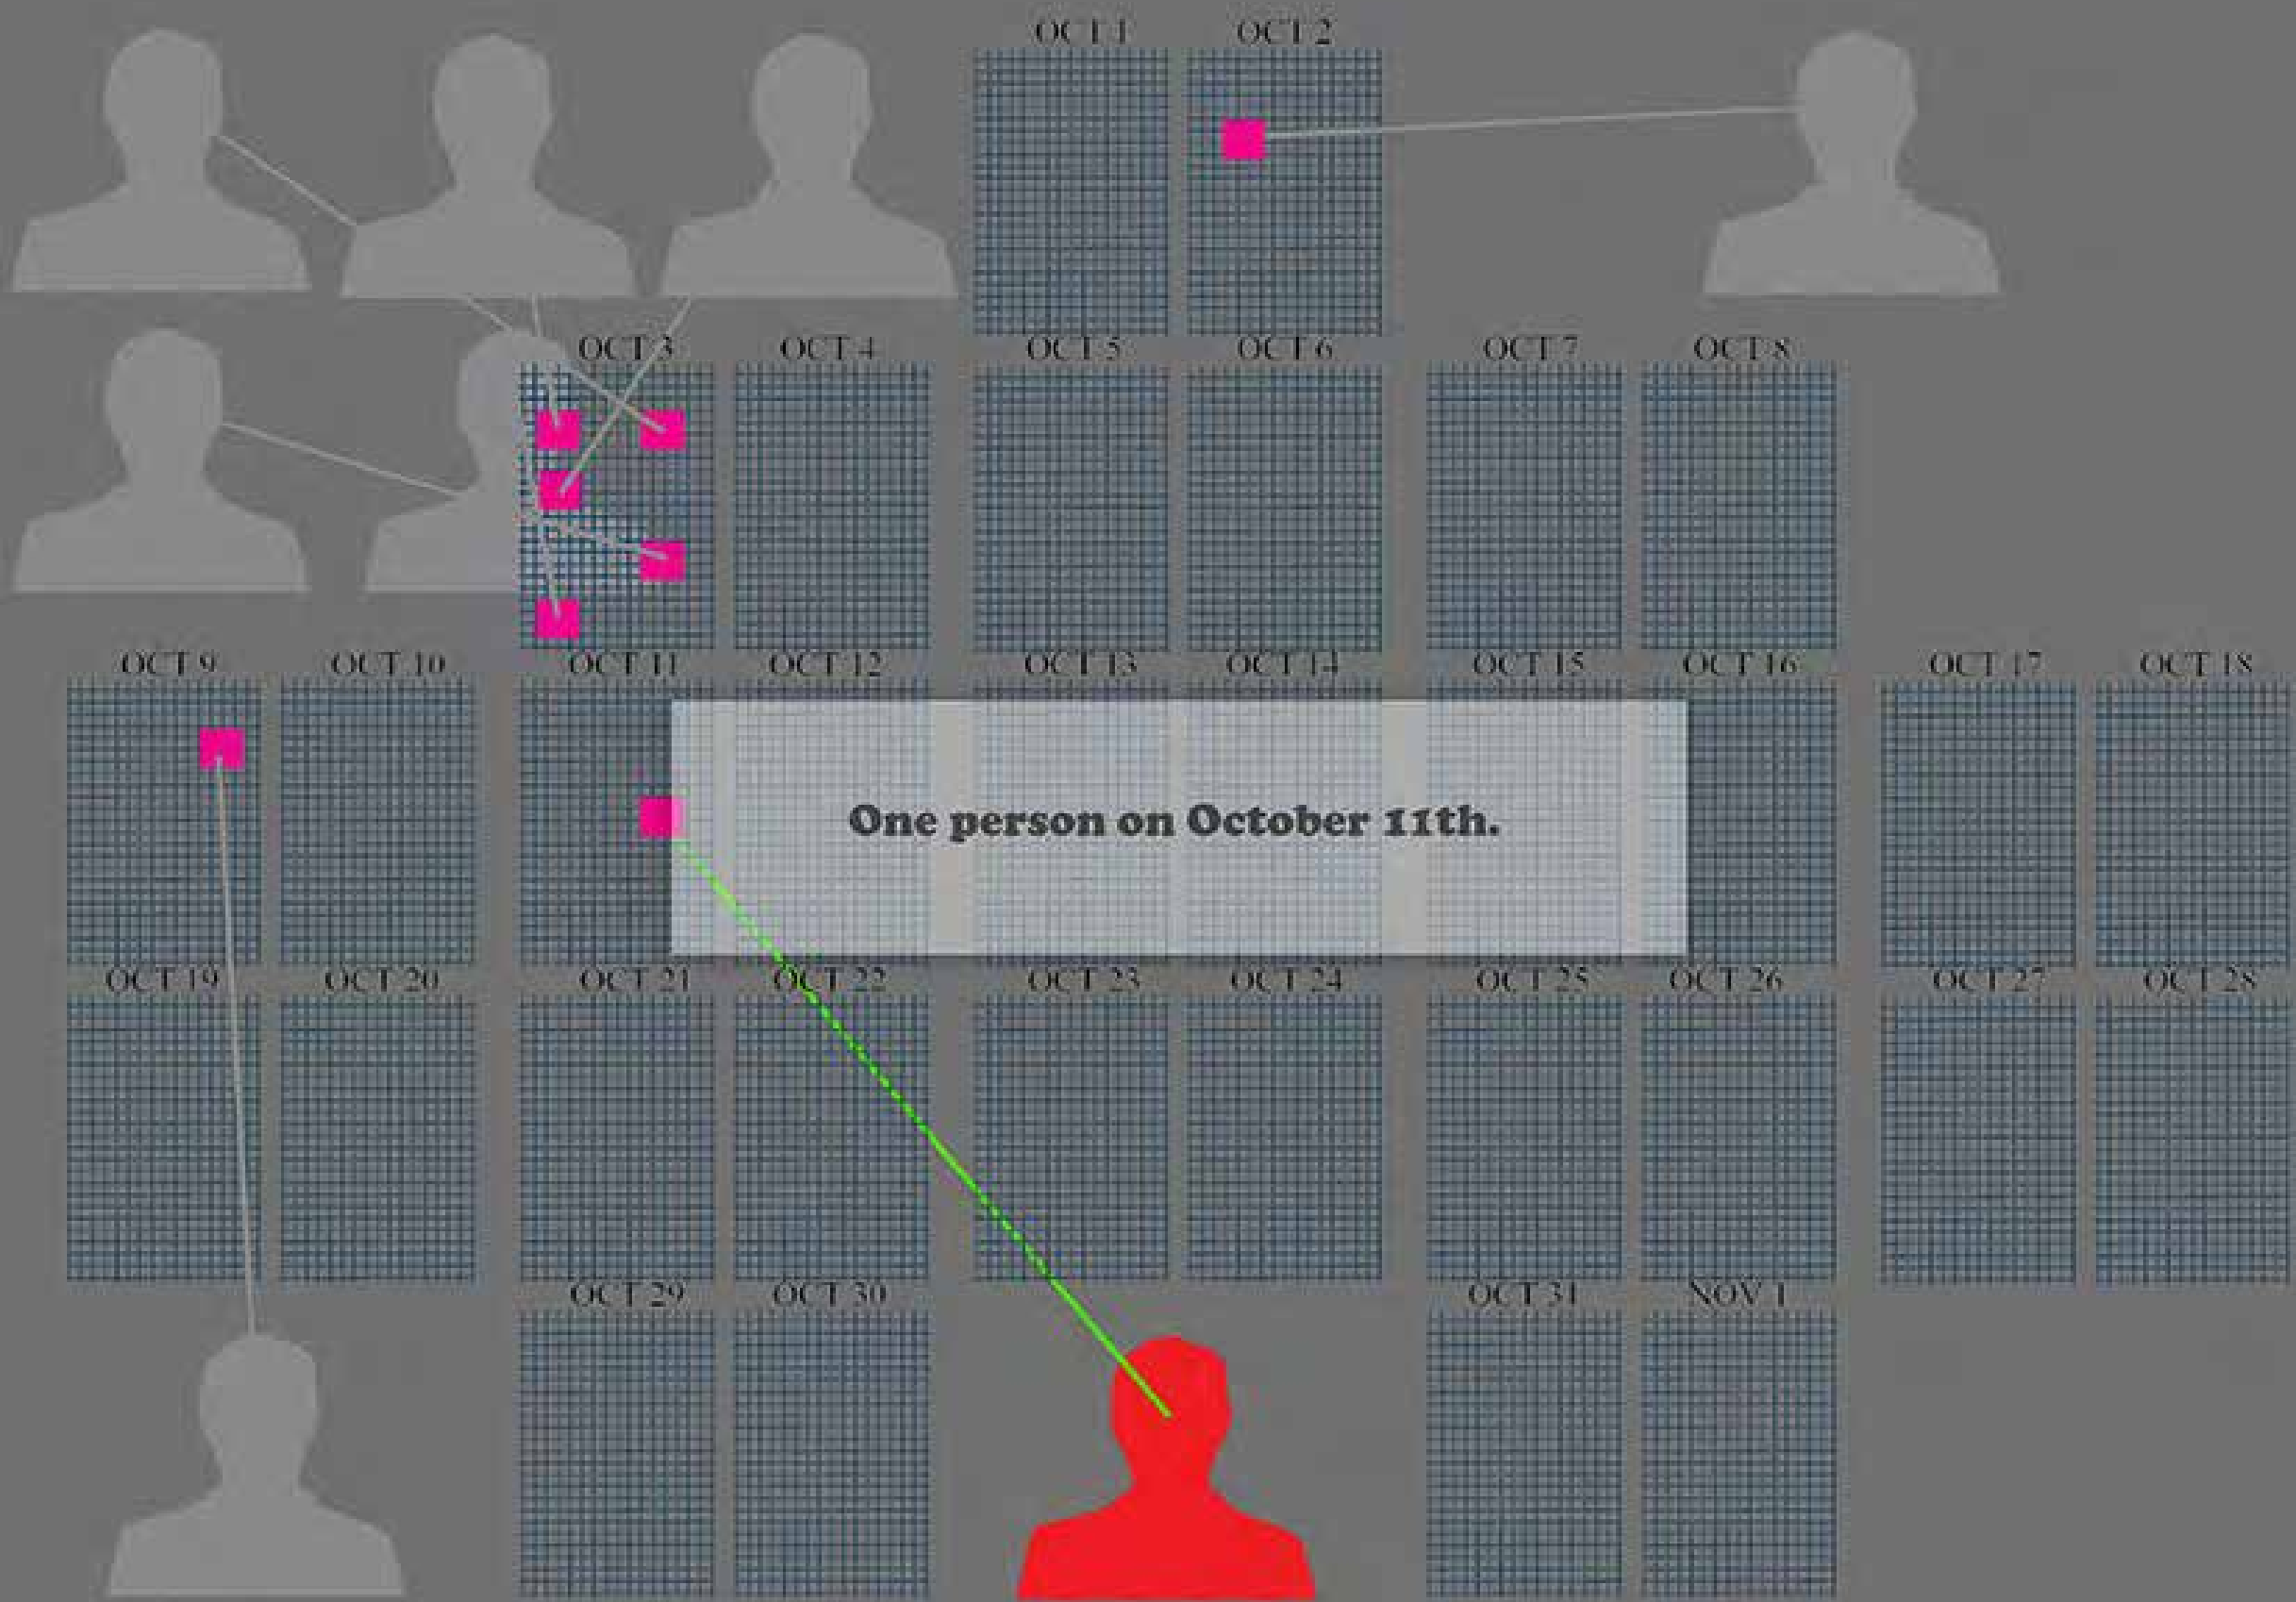 OCT 1 OCT 2
OCT 3 OCT 4 OCT 5 OCT 6 OCT 7 OCT 8
OCT 9 OCT 10 OCT 11 OCT 12 OCT 13 OCT 14 OCT 15 OCT 16 OCT 17 OCT 18
One person on October 11th.
OCT 19 OCT 20 OCT 21 OCT 22 OCT 23 OCT 24 OCT 25 OCT 26 OCT 27 OCT 28
OCT 29 OCT 30 OCT 31 NOV 1